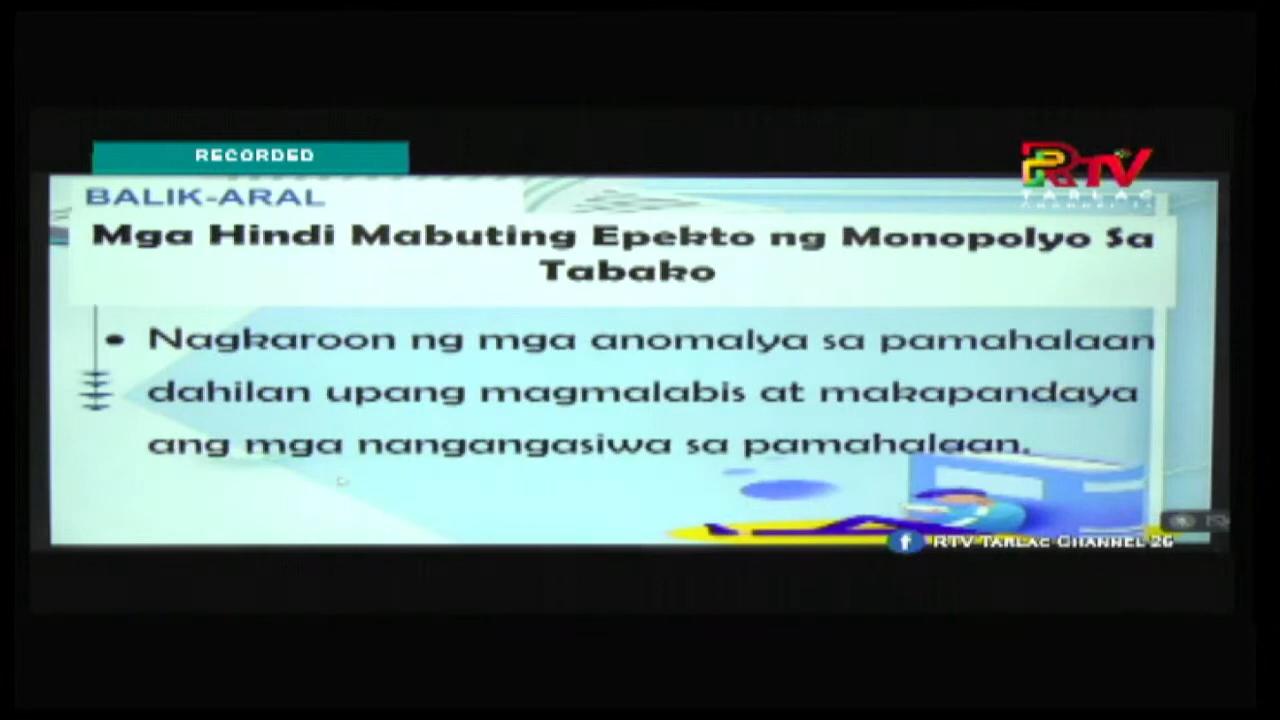 RECORDED
RTV
TARLAC
BALIK-ARAL
Mga Hindi Mabuting Epekto ng Monopolyo Sa
Tabako
• Nagkaroon ng mga anomalya sa pamahalaan
dahilan upang magmalabis at makapandaya
ang mga nangangasiwa sa pamahalaan.
f RTV TARLAC CHANNEL 26